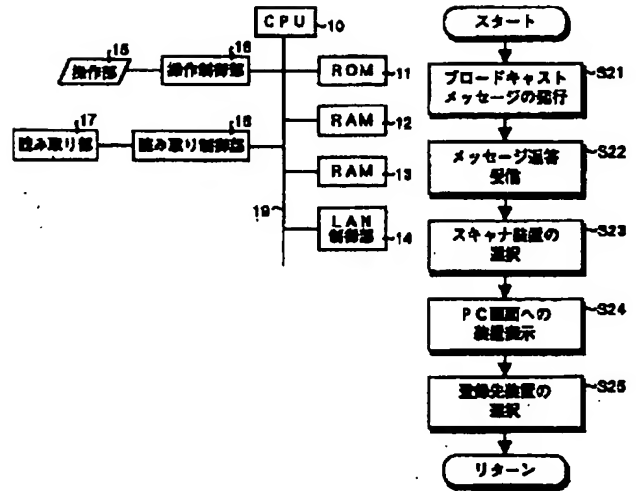 CPU
10
15
操作部
16
操作制御部
ROM
11
17
読み取り部
18
読み取り制御部
RAM
12
RAM
13
19
LAN
制御部
14
スタート
ブロードキャスト
メッセージの発行
S21
メッセージ返答
受信
S22
スキャナ装置の
選択
S23
PC画面への
装置表示
S24
登録先装置の
選択
S25
リターン